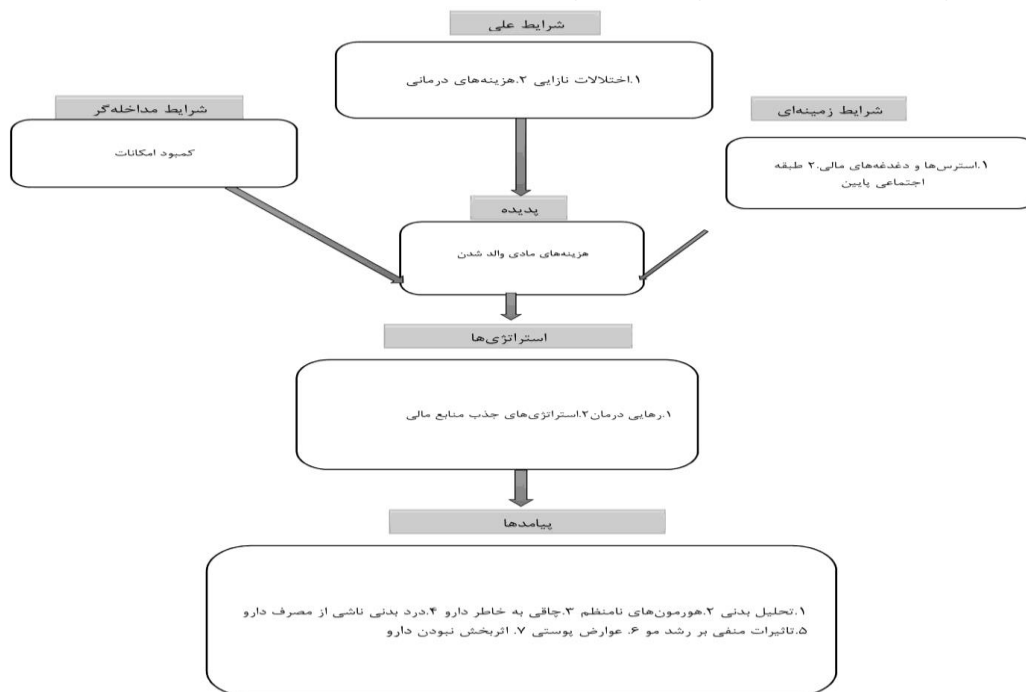 شرایط علی
۱.اختلالات نازایی ۲.هزینه‌های درمانی
شرایط زمینه‌ای
۱.استرس‌ها و دغدغه‌های مالی.۲ طبقه
اجتماعی پایین
شرایط مداخله‌گر
کمبود امکانات
پدیده
هزینه‌های مادی والد شدن
استراتژی‌ها
۱.رهایی درمان۲.استراتژی‌های جذب منابع مالی
پیامدها
۱.تحلیل بدنی ۲.هورمون‌های نامنظم ۳.چاقی به خاطر دارو ۴.درد بدنی ناشی از مصرف دارو
۵.تاثیرات منفی بر رشد مو ۶. عوارض پوستی ۷. اثربخش نبودن دارو